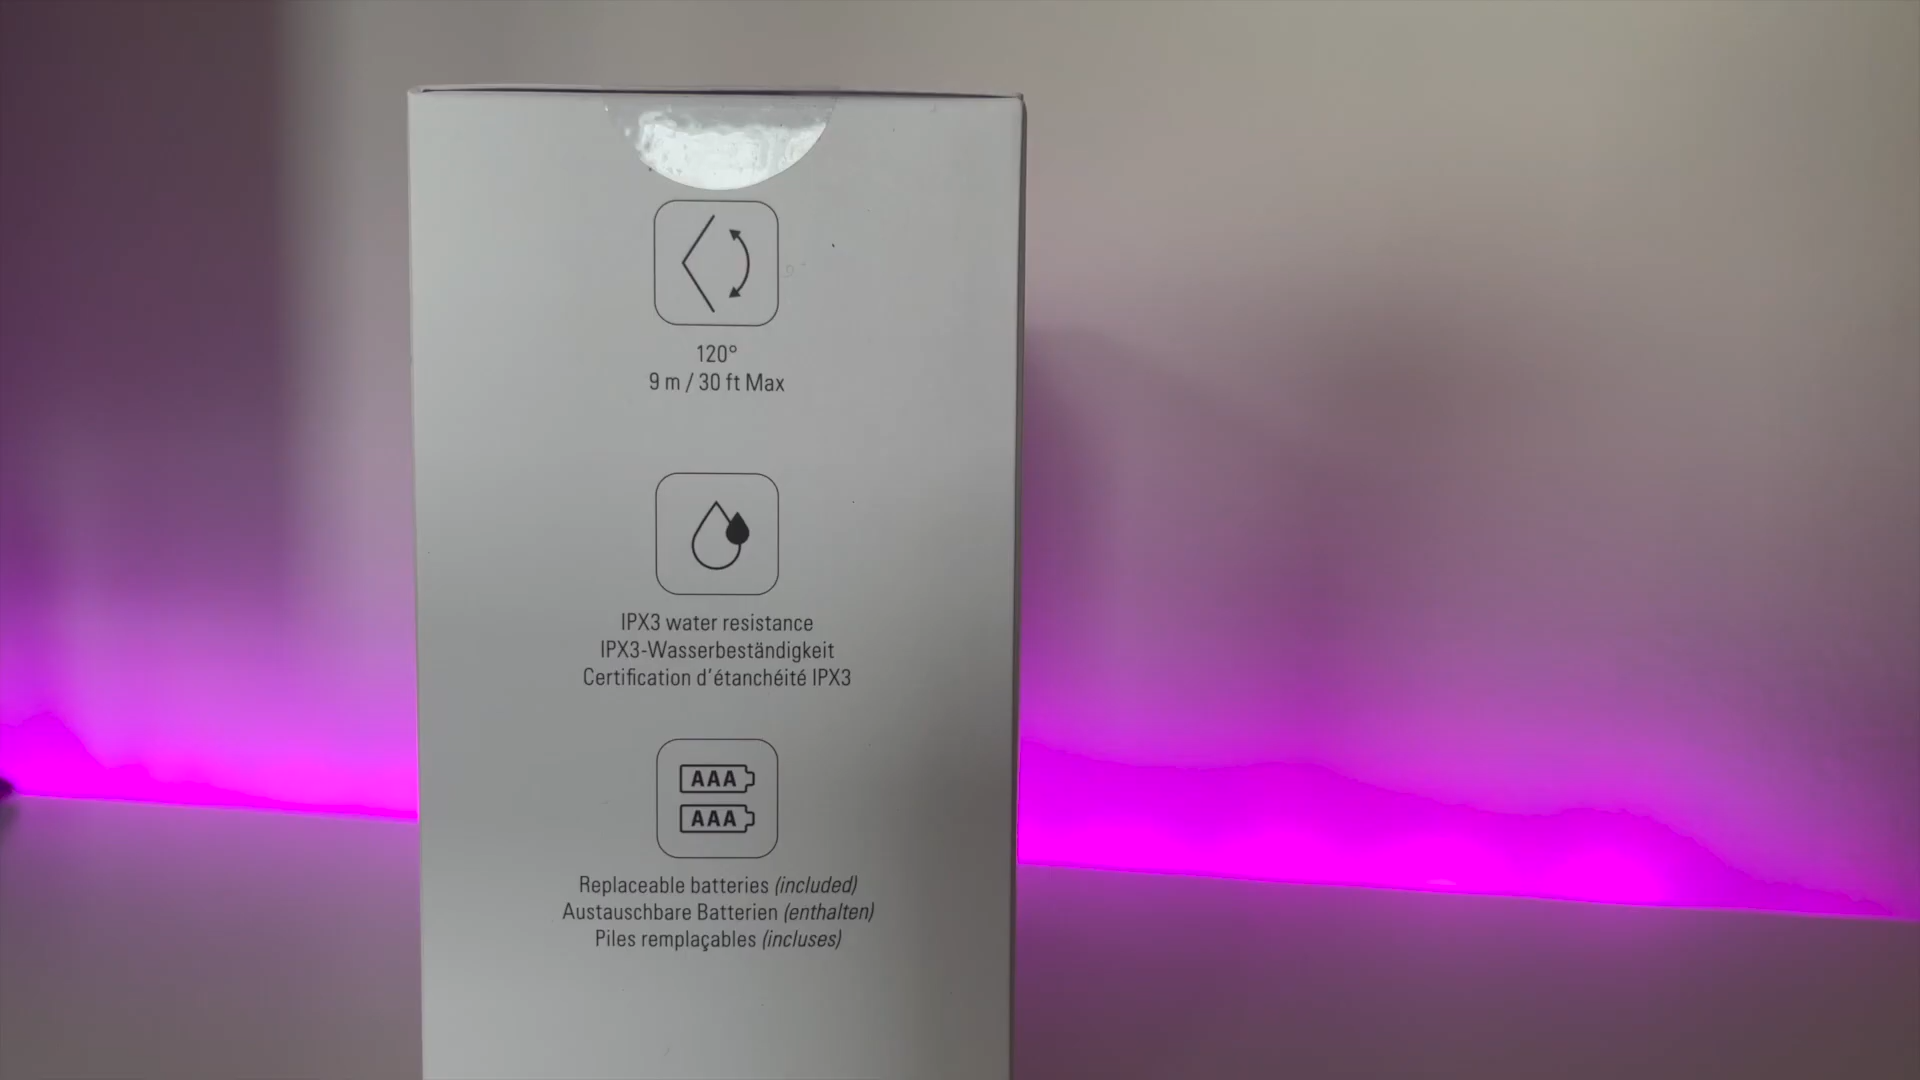 120°
9 m / 30 ft Max
IPX3 water resistance
IPX3-Wasserbeständigkeit
Certification d'étanchéité IPX3
AAA
AAA
Replaceable batteries (included)
Austauschbare Batterien (enthalten)
Piles remplaçables (incluses)